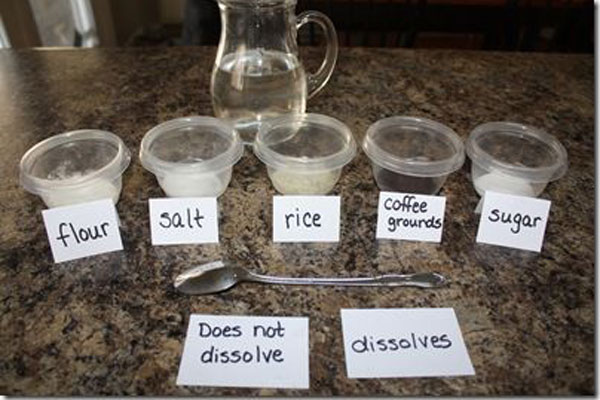 flour
salt
rice
coffee
grounds
sugar
Does not
dissolve
dissolves